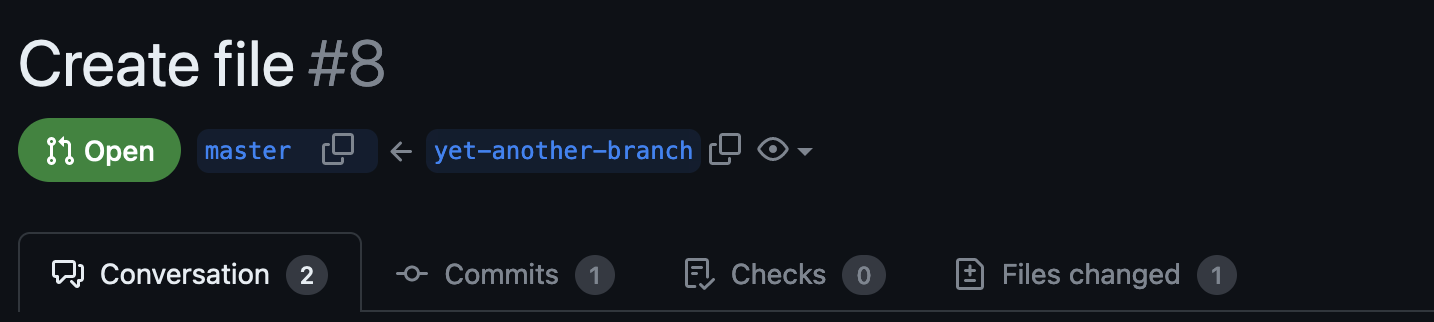 Create file #8
Open master yet-another-branch
Conversation 2 Commits 1 Checks 0 Files changed 1